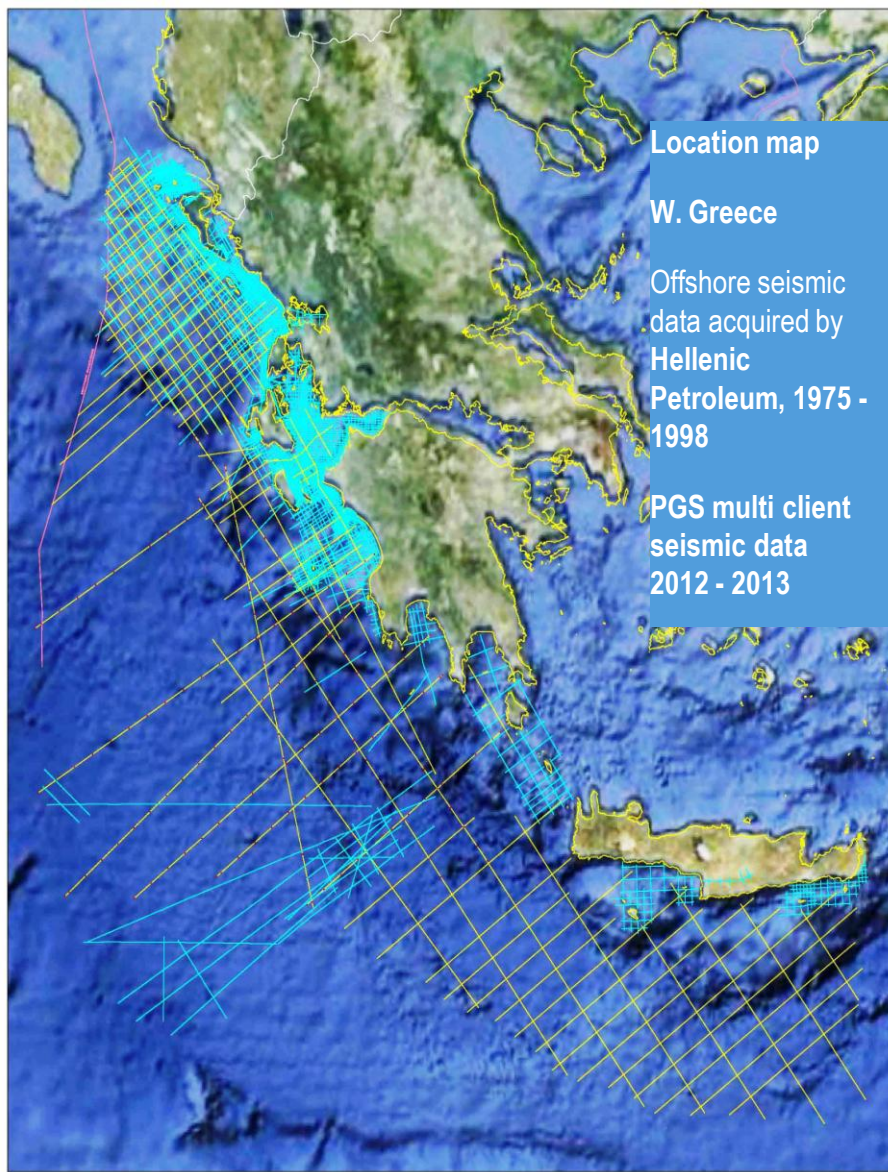 Location map
W. Greece
Offshore seismic
data acquired by
Hellenic
Petroleum, 1975 -
1998
PGS multi client
seismic data
2012 - 2013